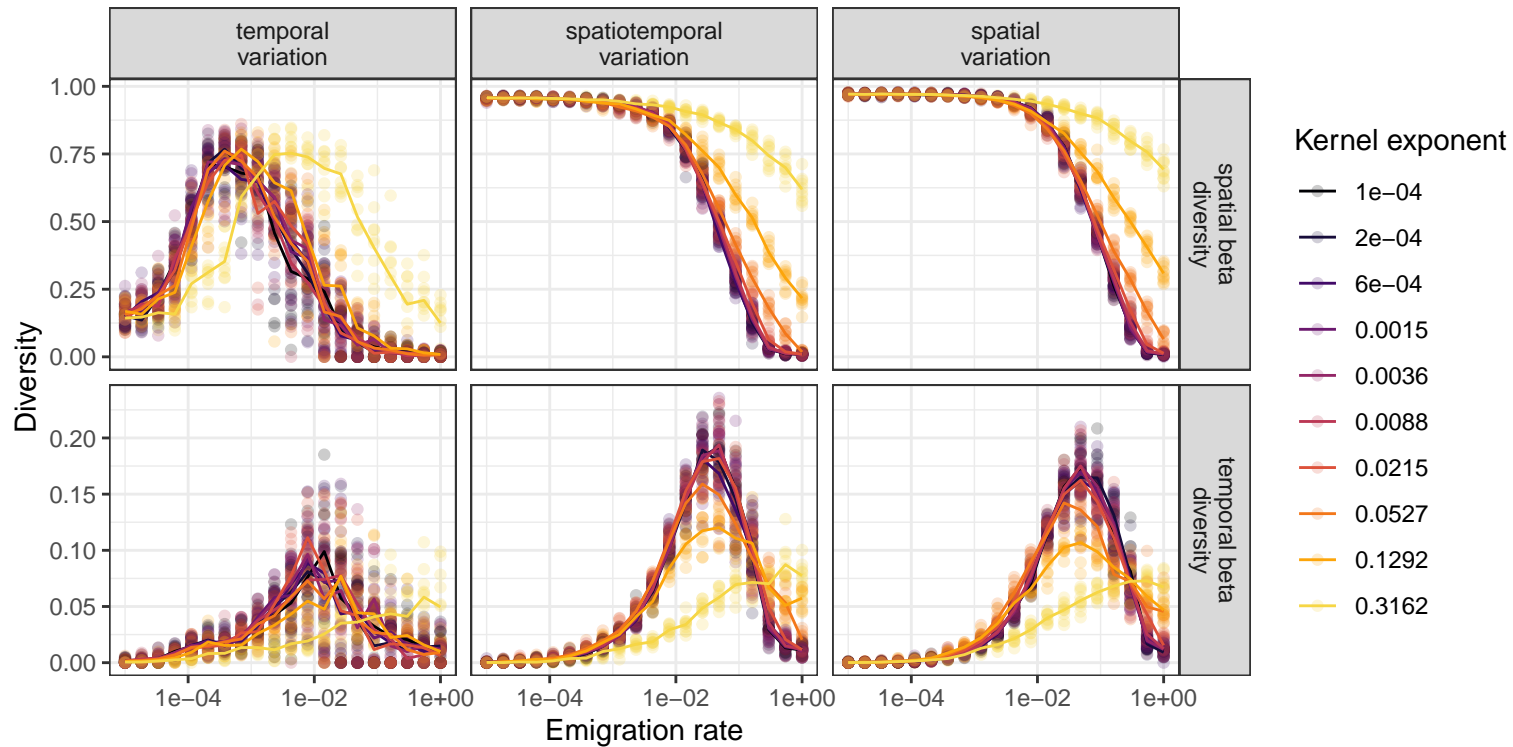 temporal
variation
spatiotemporal
variation
spatial
variation
1.00
0.75
0.50
0.25
0.00
spatial beta
diversity
0.20
0.15
0.10
0.05
0.00
temporal beta
diversity
Diversity
1e−04
1e−02
1e+00
1e−04
1e−02
1e+00
1e−04
1e−02
1e+00
Emigration rate
Kernel exponent
1e−04
2e−04
6e−04
0.0015
0.0036
0.0088
0.0215
0.0527
0.1292
0.3162